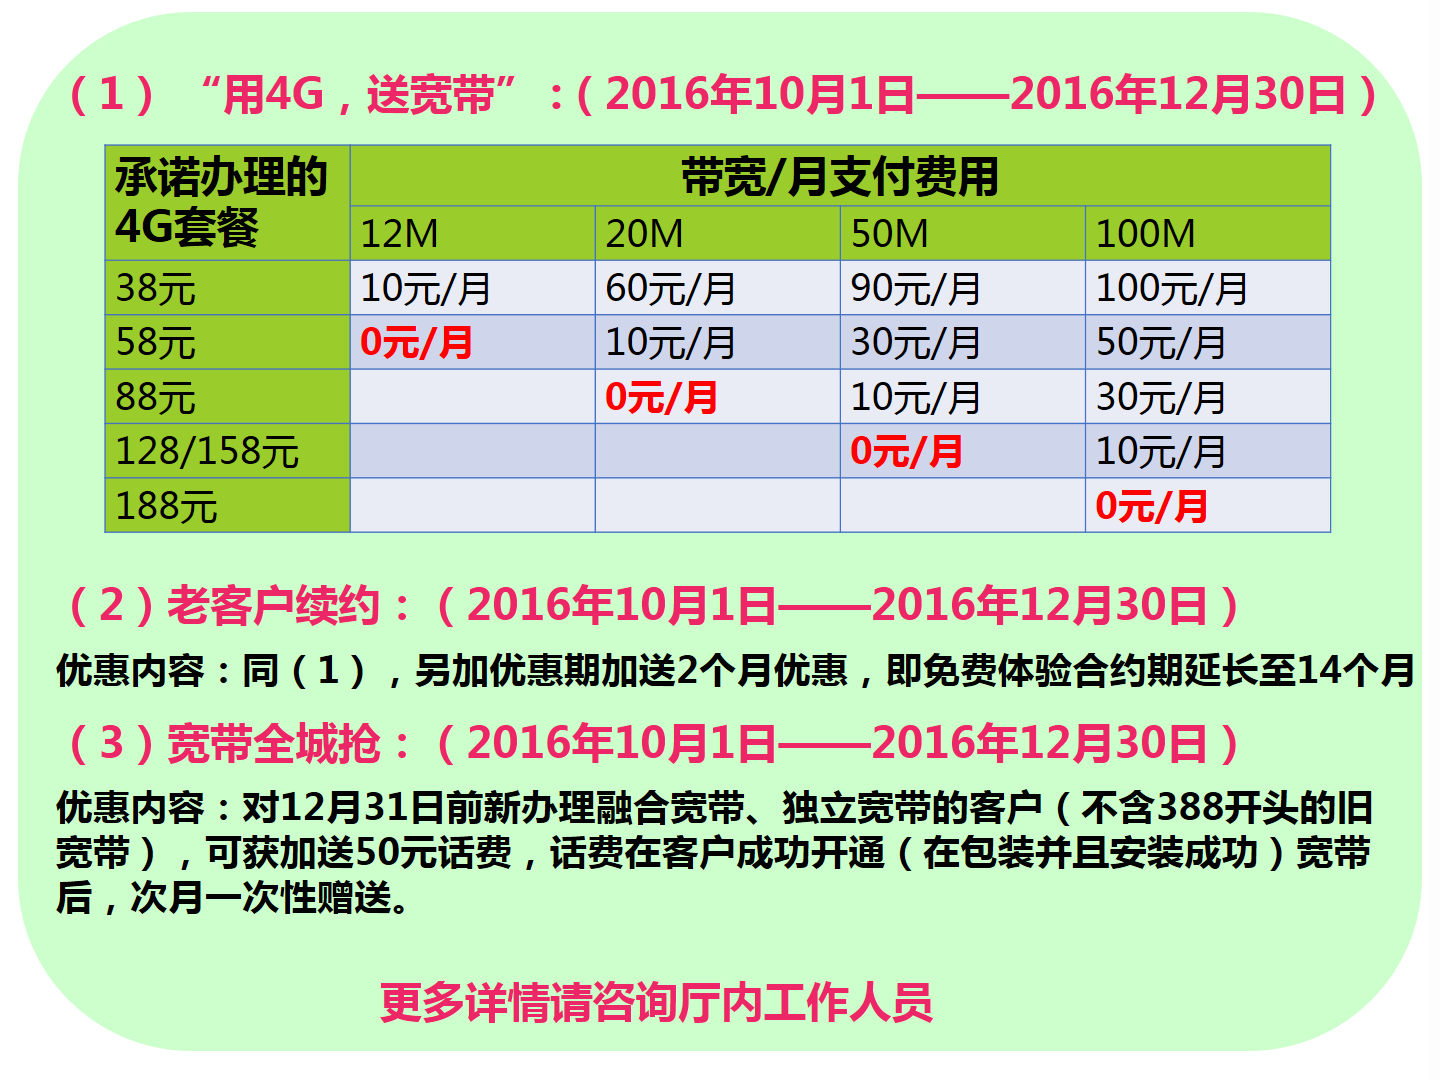 （1）“用4G，送宽带”：（2016年10月1日——2016年12月30日）
承诺办理的 带宽/月支付费用
4G套餐
12M 20M 50M 100M
38元 10元/月 60元/月 90元/月 100元/月
58元 0元/月 10元/月 30元/月 50元/月
88元 0元/月 10元/月 30元/月
128/158元 0元/月 10元/月
188元 0元/月
（2）老客户续约：（2016年10月1日——2016年12月30日）
优惠内容：同（1），另加优惠期加送2个月优惠，即免费体验合约期延长至14个月
（3）宽带全城抢：（2016年10月1日——2016年12月30日）
优惠内容：对12月31日前新办理融合宽带、独立宽带的客户（不含388开头的旧
宽带），可获加送50元话费，话费在客户成功开通（在包装并且安装成功）宽带
后，次月一次性赠送。
更多详情请咨询厅内工作人员